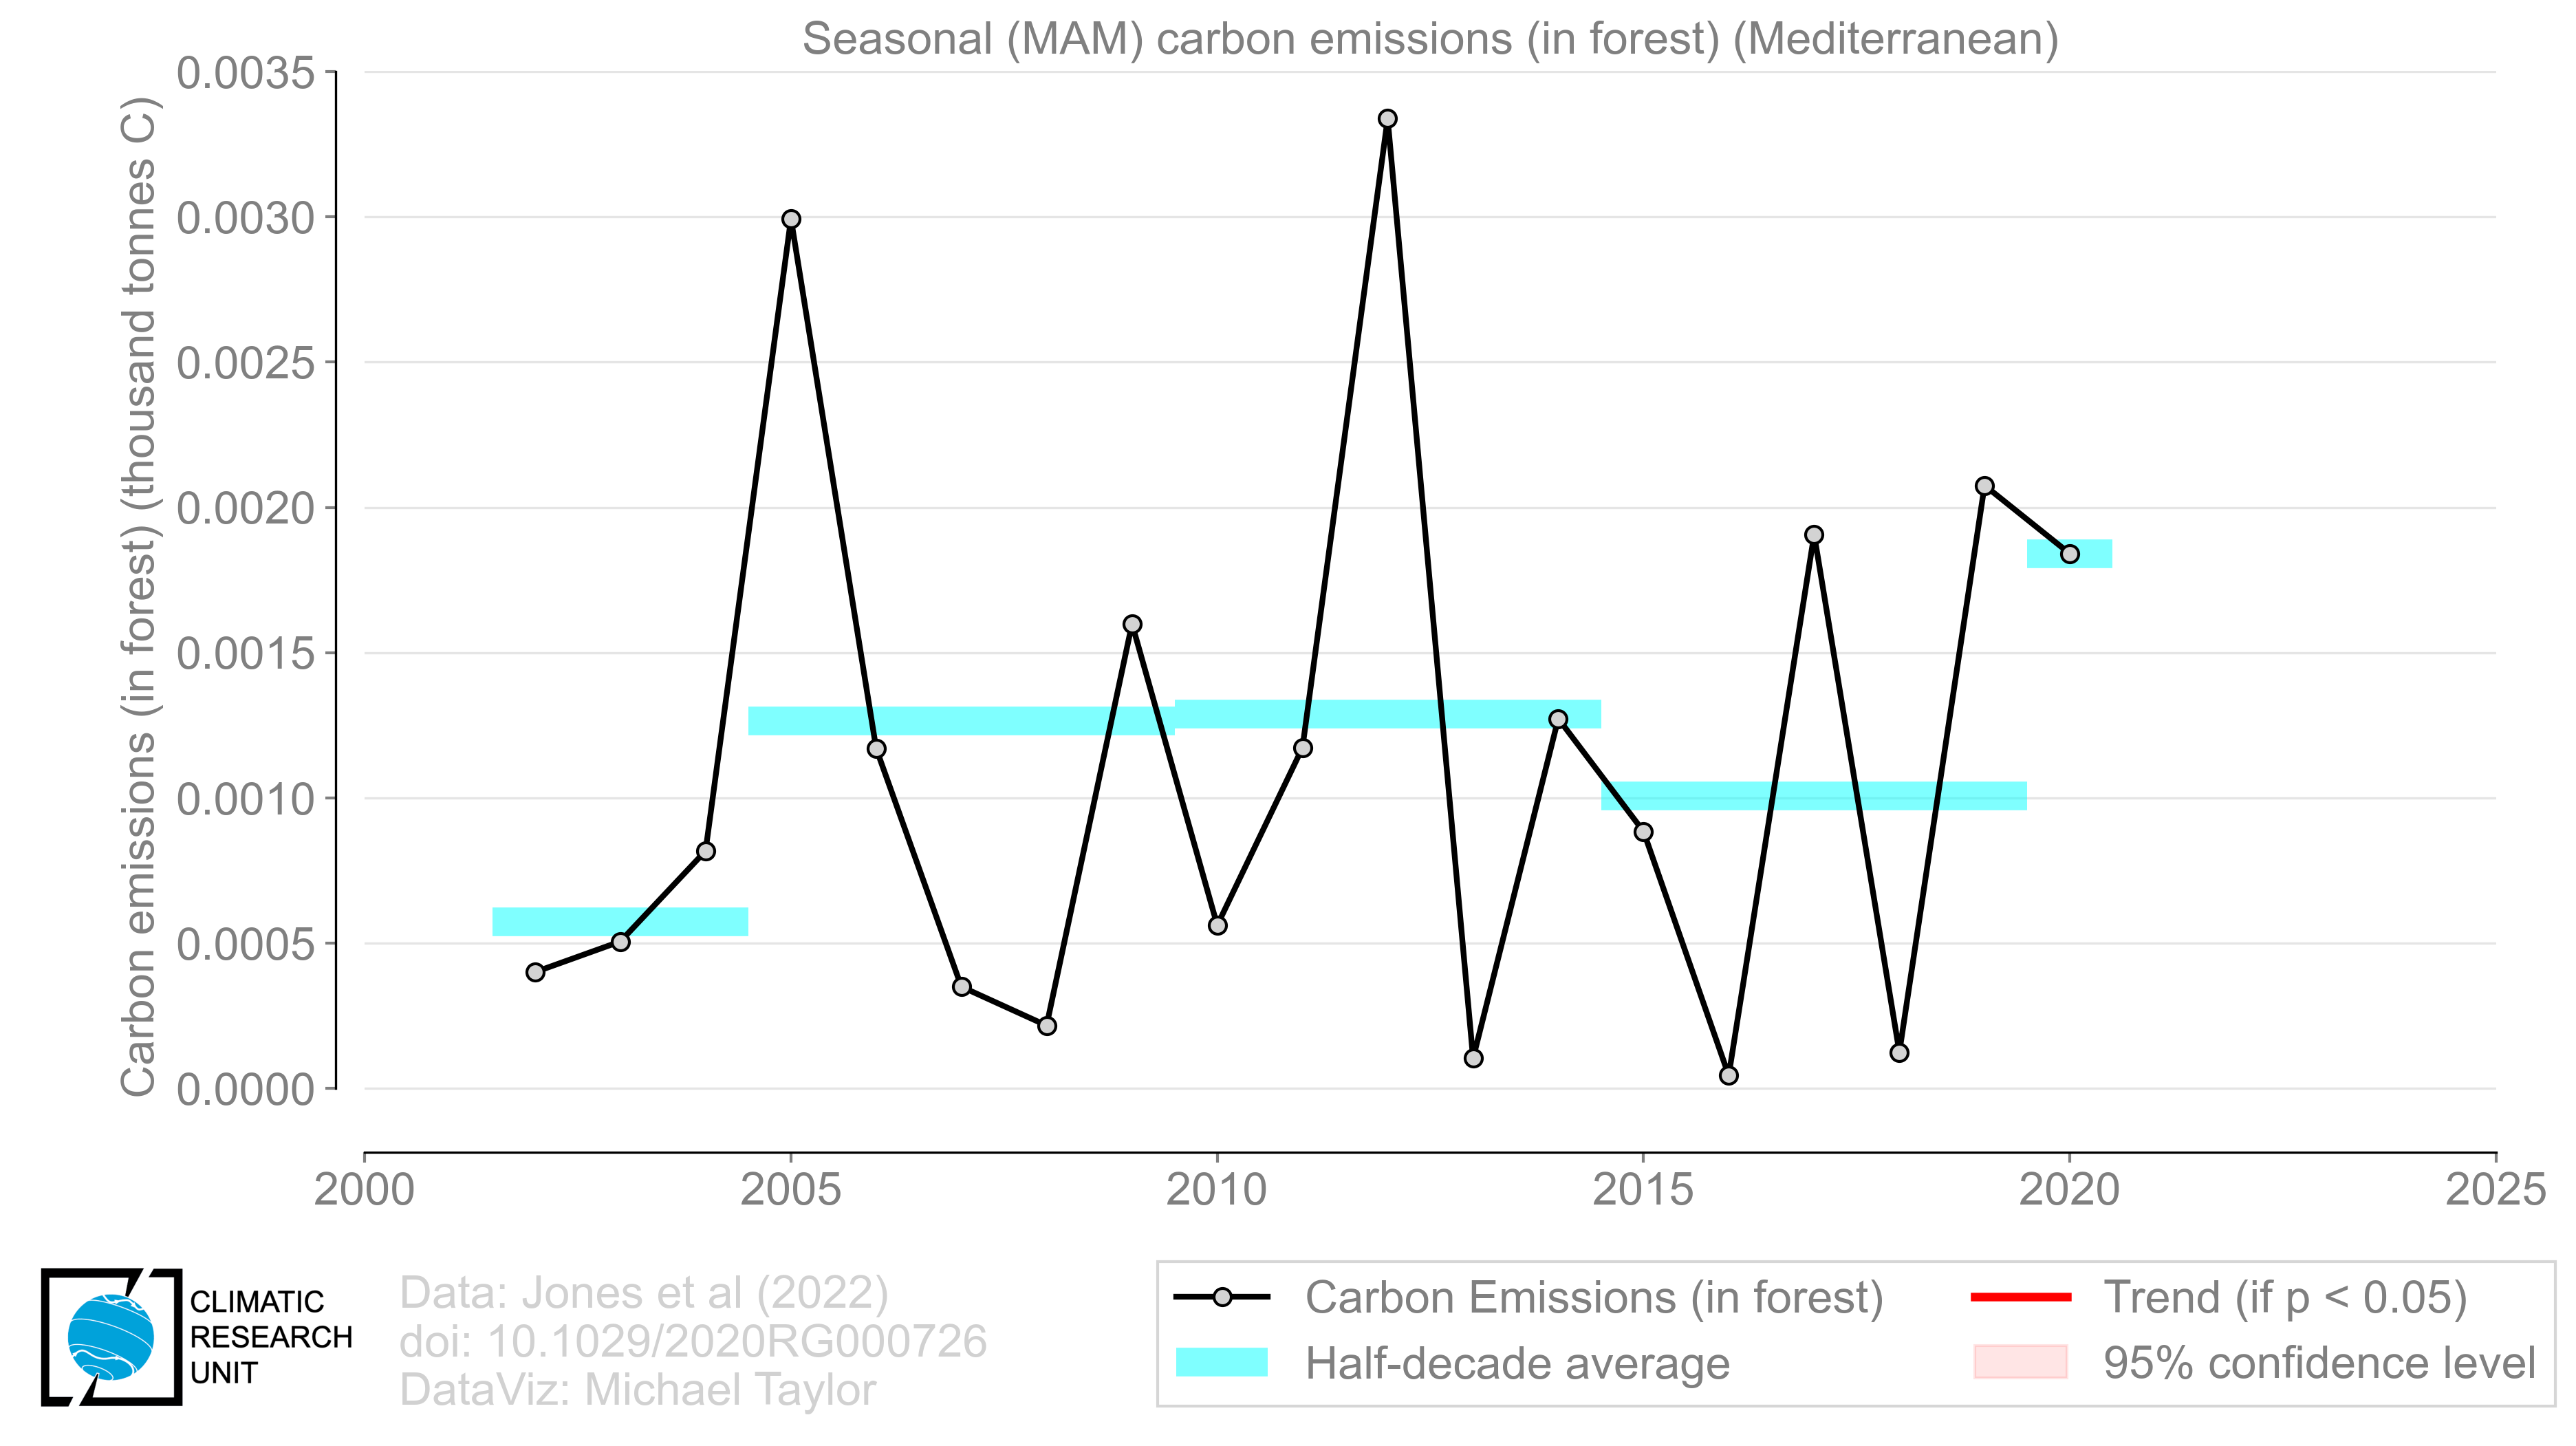 Seasonal (MAM) carbon emissions (in forest) (Mediterranean)
Carbon emissions (in forest) (thousand tonnes C)
0.0035
0.0030
0.0025
0.0020
0.0015
0.0010
0.0005
0.0000
2000
2005
2010
2015
2020
2025
CLIMATIC
RESEARCH
UNIT
Data: Jones et al (2022)
doi: 10.1029/2020RG000726
DataViz: Michael Taylor
Carbon Emissions (in forest)
Half-decade average
Trend (if p < 0.05)
95% confidence level